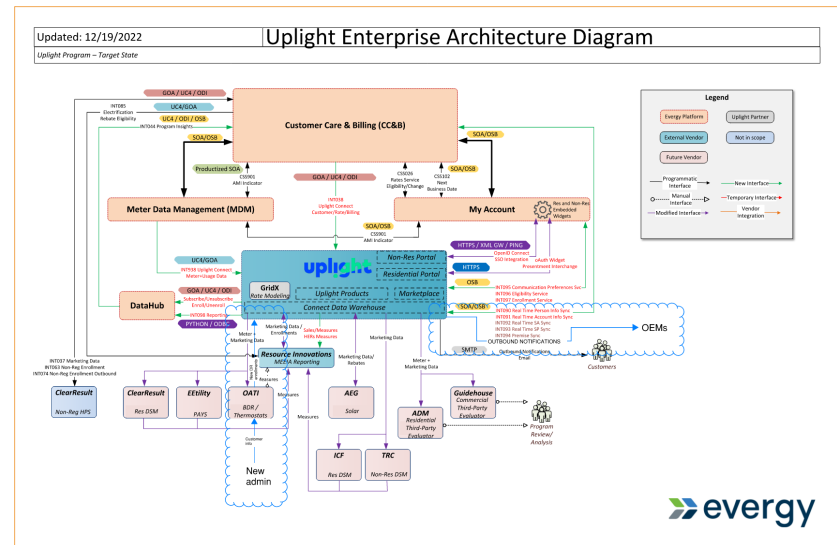 Updated: 12/19/2022
Uplight Enterprise Architecture Diagram
Uplight Program – Target State
GOA / UC4 / ODI
INT085
Electrification
Rebate Eligibility
UC4/GOA
UC4 / ODI / OSB
INT044 Program Insights
SOA/OSB
Customer Care & Billing (CC&B)
SOA/OSB
Productized SOA
CSS901
AMI Indicator
GOA / UC4 / ODI
CSS026
Rates Service
Eligibility/Change
CSS102
Next
Business Date
SOA/OSB
Legend
Evergy Platform
Uplight Partner
External Vendor
Not in scope
Future Vendor
Programmatic
Interface
New Interface
Manual
Interface
Temporary Interface
Modified Interface
Vendor
Integration
Meter Data Management (MDM)
INT038
Uplight Connect
Customer/Rate/Billing
My Account
Res and Non-Res
Embedded
Widgets
SOA/OSB
CSS901
AMI Indicator
UC4/GOA
INT938 Uplight Connect
Meter+Usage Data
uplight
Non-Res Portal
Residential Portal
GridX
Rate Modeling
Uplight Products
Marketplace
Connect Data Warehouse
HTTPS / XML GW / PING
OpenID Connect
SSO Integration
oAuth Widget
Presentment Interchange
HTTPS
OSB
INT095 Communication Preferences Svc
INT096 Eligibility Service
INT097 Enrollment Service
SOA/OSB
INT090 Real Time Person Info Sync
INT091 Real Time Account Info Sync
INT092 Real Time SA Sync
INT093 Real Time SP Sync
INT094 Premise Sync
OUTBOUND NOTIFICATIONS
OEMs
SMTP
Outbound Notifications
Email
Customers
DataHub
GOA / UC4 / ODI
Subscribe/Unsubscribe
Enroll/Unenroll
INT098 Reporting
PYTHON / ODBC
Meter +
Marketing Data
Marketing Data /
Enrollments
Sales/Measures
HERs Measures
Marketing Data
Resource Innovations
MEEIA Reporting
Marketing Data/
Rebates
Meter +
Marketing Data
INT037 Marketing Data
INT063 Non-Reg Enrollment
INT074 Non-Reg Enrollment Outbound
Measures
Measures
Measures
ClearResult
Non-Reg HPS
ClearResult
Res DSM
EEtility
PAYS
OATI
BDR /
Thermostats
AEG
Solar
ADM
Residential
Third-Party
Evaluator
Guidehouse
Commercial
Third-Party
Evaluator
Program
Review/
Analysis
Customer
Info
New
admin
ICF
Res DSM
TRC
Non-Res DSM
evergy